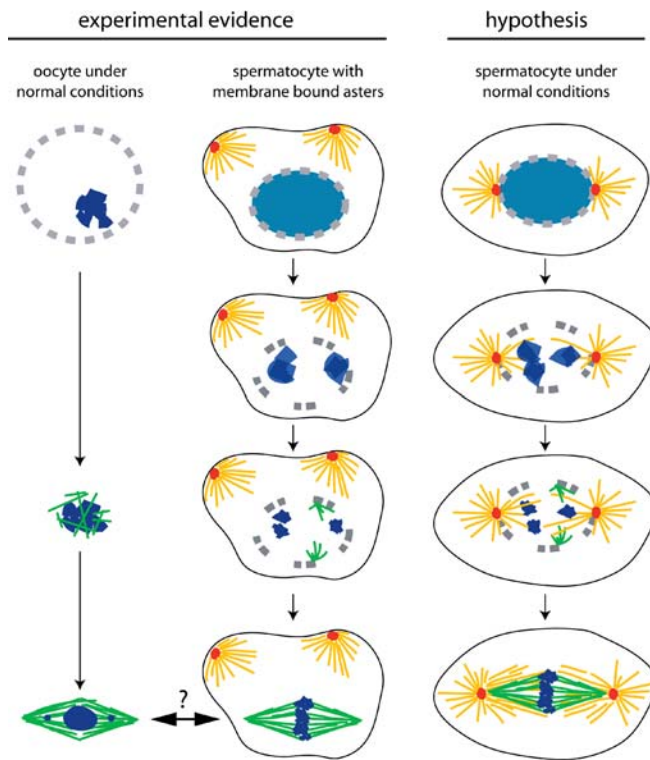 experimental evidence
hypothesis
oocyte under
normal conditions
spermatocyte with
membrane bound asters
spermatocyte under
normal conditions
?